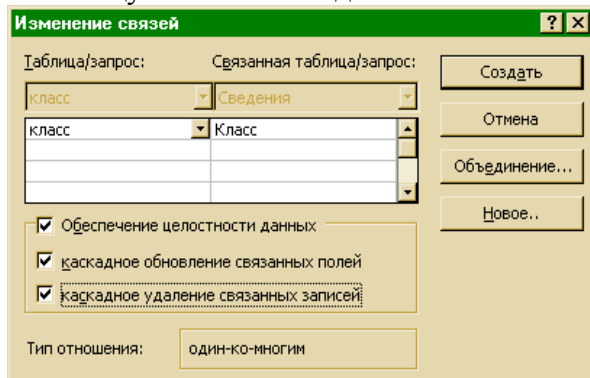 Изменение связей
Таблица/запрос: Связанная таблица/запрос:
класс Сведения
класс Класс
Обеспечение целостности данных
каскадное обновление связанных полей
каскадное удаление связанных записей
Тип отношения: один-ко-многим
Создать
Отмена
Объединение...
Новое..